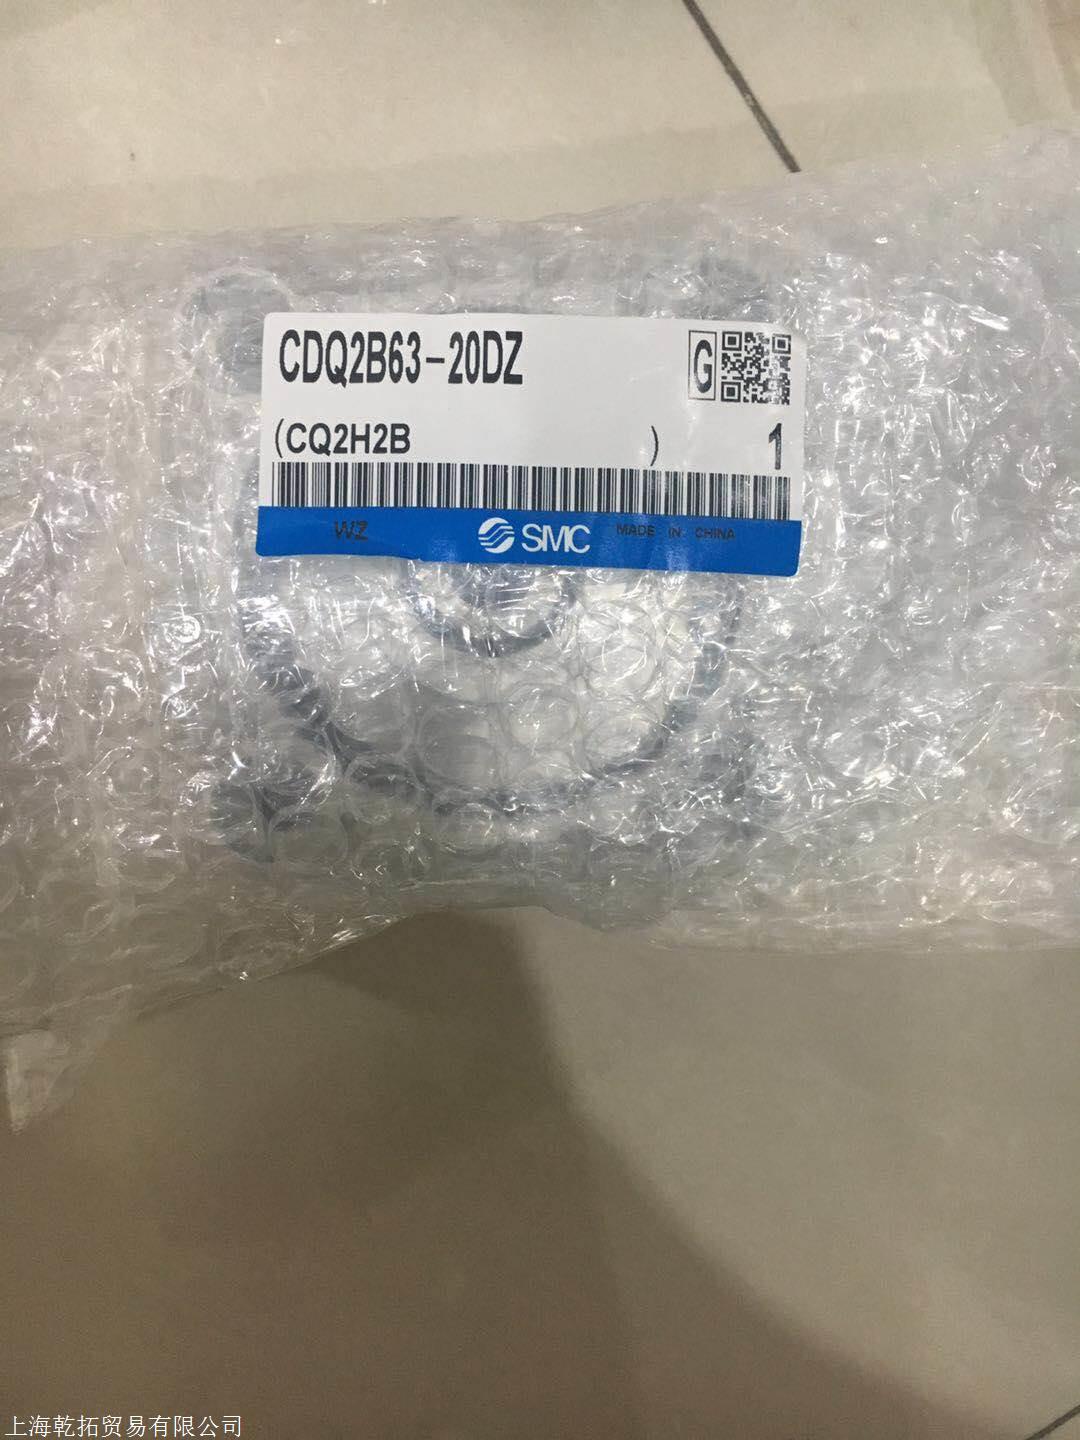 CDQ2B63-20DZ
G
(CQ2H2B )
1
WZ
SMC
MADE IN CHINA
上海乾拓贸易有限公司